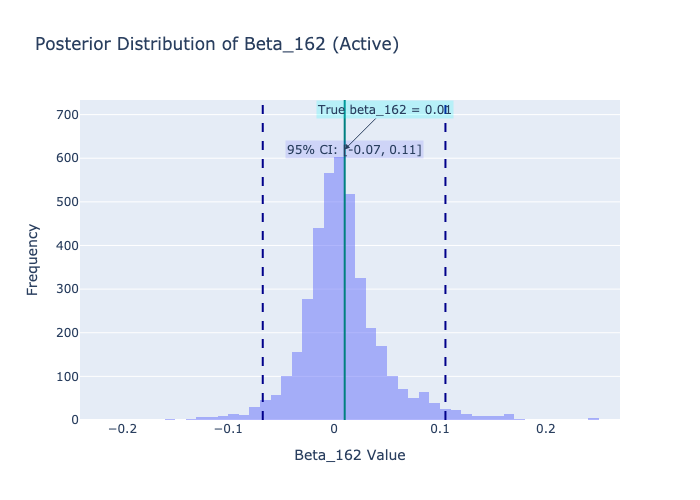 Posterior Distribution of Beta_162 (Active)
700
True beta_162 = 0.01
600
95% CI: [-0.07, 0.11]
500
400
300
200
100
0
Frequency
−0.2
−0.1
0
0.1
0.2
Beta_162 Value